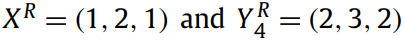 X^R = (1, 2, 1) and Y_4^R = (2, 3, 2)